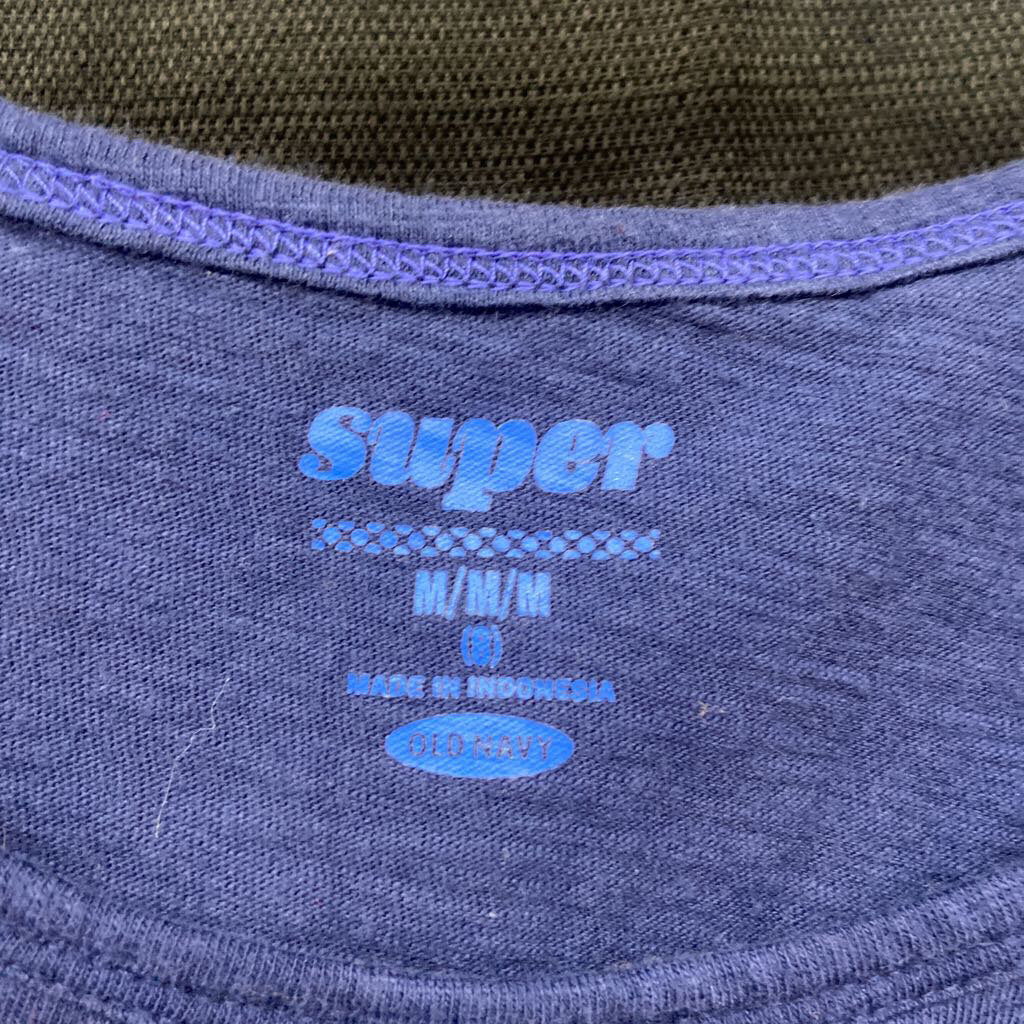 super
M/M/M
(8)
MADE IN INDONESIA
OLD NAVY